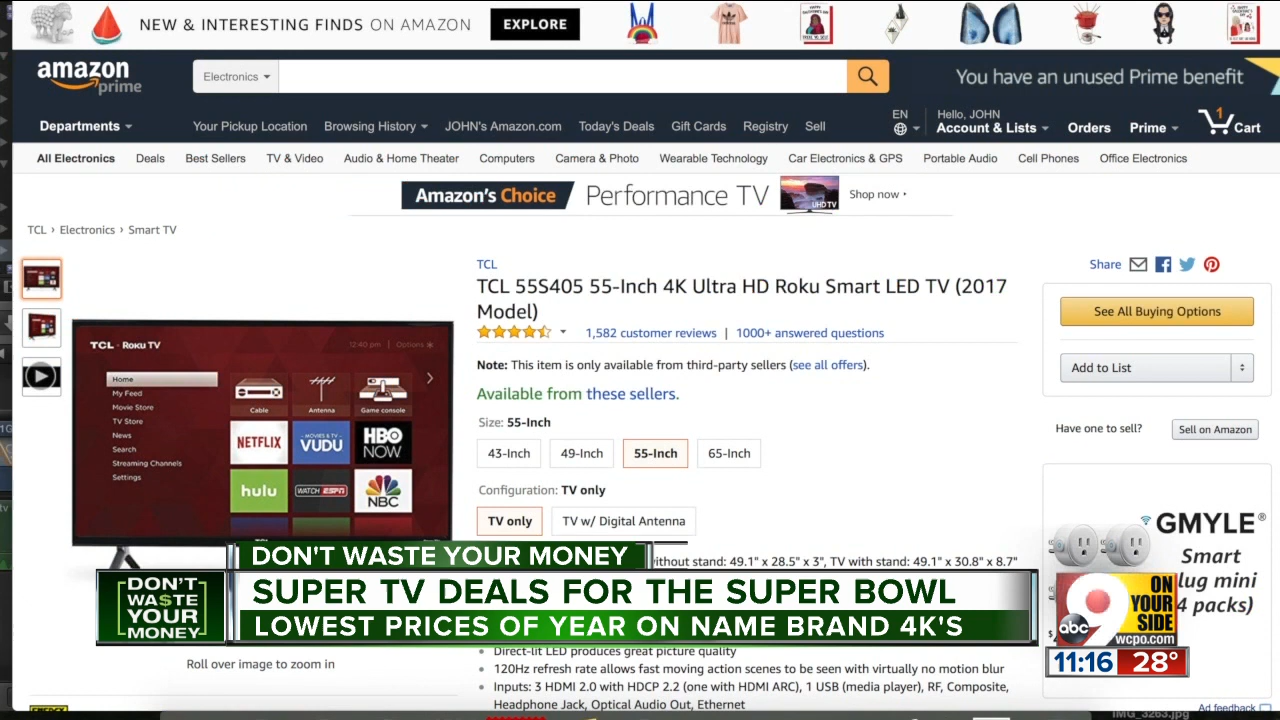 NEW & INTERESTING FINDS ON AMAZON EXPLORE
amazon prime
Electronics
You have an unused Prime benefit
Departments
Your Pickup Location Browsing History JOHN's Amazon.com Today's Deals Gift Cards Registry Sell
EN
Hello, JOHN
Account & Lists Orders Prime 1 Cart
All Electronics Deals Best Sellers TV & Video Audio & Home Theater Computers Camera & Photo Wearable Technology Car Electronics & GPS Portable Audio Cell Phones Office Electronics
Amazon's Choice Performance TV UHD TV Shop now
TCL › Electronics › Smart TV
TCL
TCL 55S405 55-Inch 4K Ultra HD Roku Smart LED TV (2017
Model)
1,582 customer reviews | 1000+ answered questions
Note: This item is only available from third-party sellers (see all offers).
Available from these sellers.
Size: 55-Inch
43-Inch 49-Inch 55-Inch 65-Inch
Configuration: TV only
TV only TV w/ Digital Antenna
ithout stand: 49.1" x 28.5" x 3", TV with stand: 49.1" x 30.8" x 8.7"
Share
See All Buying Options
Add to List
Have one to sell? Sell on Amazon
TCL • Roku TV 12:40 pm | Options
Home
My Feed
Movie Store
TV Store
News
Search
Streaming Channels
Settings
Cable Antenna Game console
NETFLIX MOVIES & TV VUDU HBO NOW
hulu WATCH ESPN NBC
GMYLE®
Smart
lug mini
4 packs)
DON'T WASTE YOUR MONEY
DON'T
WA$TE
YOUR
MONEY
SUPER TV DEALS FOR THE SUPER BOWL
LOWEST PRICES OF YEAR ON NAME BRAND 4K'S
abc 9
ON
YOUR
SIDE
wcpo.com
11:16 28°
Roll over image to zoom in
Direct-lit LED produces great picture quality
120Hz refresh rate allows fast moving action scenes to be seen with virtually no motion blur
Inputs: 3 HDMI 2.0 with HDCP 2.2 (one with HDMI ARC), 1 USB (media player), RF, Composite,
Headphone Jack, Optical Audio Out, Ethernet
Ad feedback
IMG_3263.jpg
ENERGY